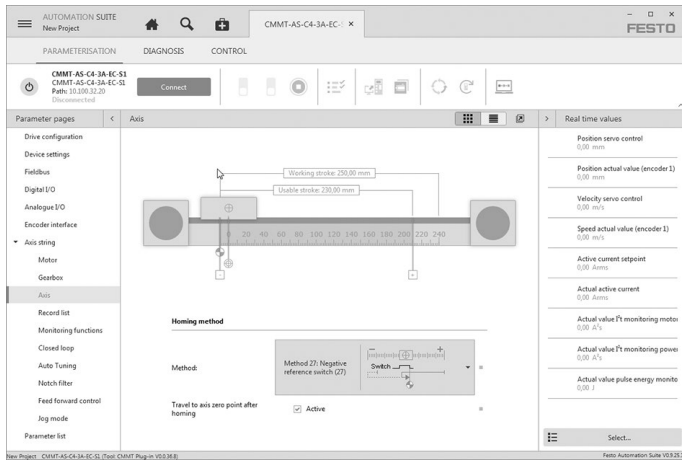 AUTOMATION SUITE
New Project
CMMT-AS-C4-3A-EC-
FESTO
PARAMETERISATION
DIAGNOSIS
CONTROL
CMMT-AS-C4-3A-EC-S1
CMMT-AS-C4-3A-EC-S1
Path: 10.100.32.20
Disconnected
Connect
Parameter pages
Axis
Real time values
Drive configuration
Device settings
Fieldbus
Digital I/O
Analogue I/O
Encoder interface
Axis string
Motor
Gearbox
Axis
Record list
Monitoring functions
Closed loop
Auto Tuning
Notch filter
Feed forward control
Jog mode
Parameter list
Working stroke: 250,00 mm
Usable stroke: 230,00 mm
0 20 40 60 80 100 120 140 160 180 200 220 240
Homing method
Method:
Method 27: Negative
reference switch (27)
Switch
Travel to axis zero point after
homing
Active
Position servo control
0,00 mm
Position actual value (encoder 1)
0,00 mm
Velocity servo control
0,00 m/s
Speed actual value (encoder 1)
0,00 m/s
Active current setpoint
0,00 Arms
Actual active current
0,00 Arms
Actual value I²t monitoring motor
0,00 A²s
Actual value I²t monitoring power
0,00 A²s
Actual value pulse energy monito
0,00 J
Select...
New Project CMMT-AS-C4-3A-EC-S1 (Tool: CMMT Plug-in V0.0.36.8)
Festo Automation Suite V0.9.25.